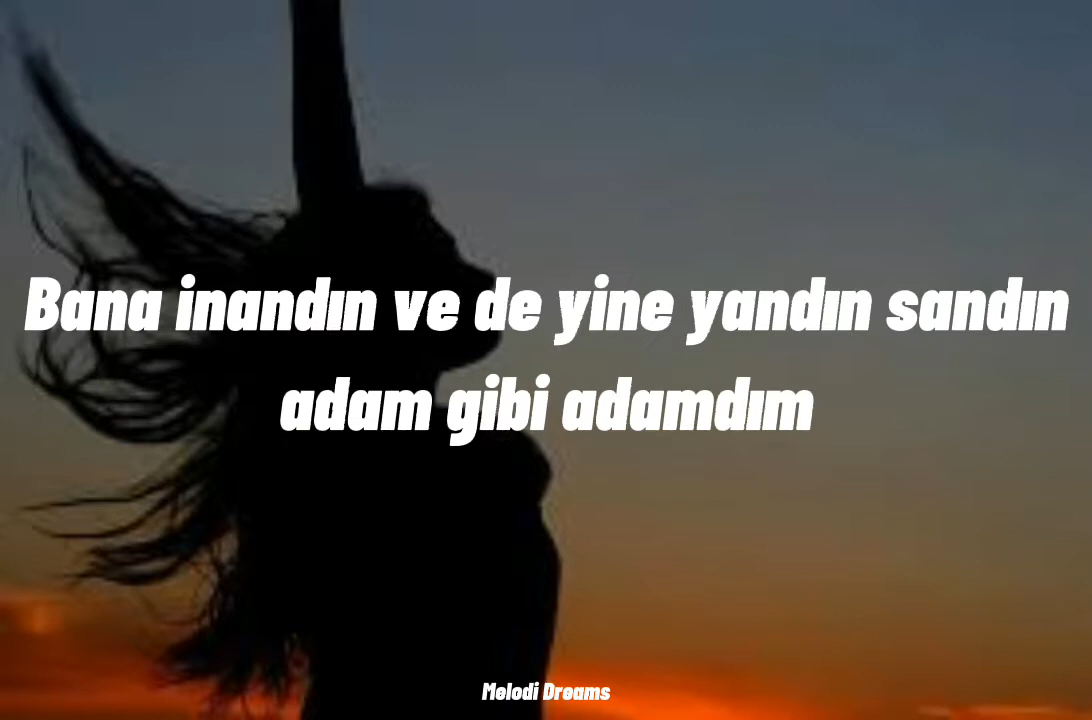 Bana inandın ve de yine yandın sandın
adam gibi adamdım
Melodi Dreams